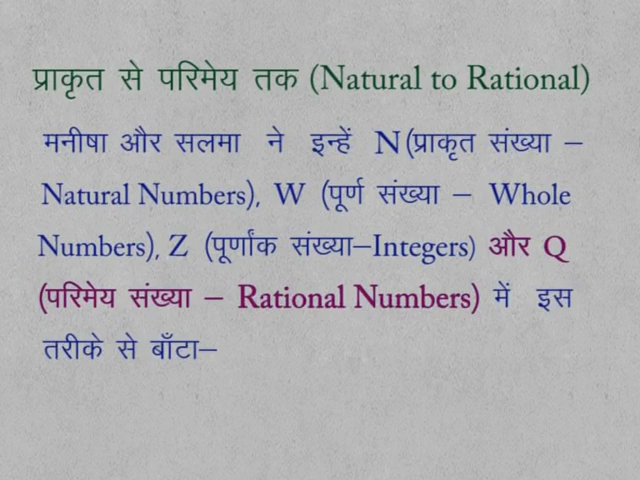 प्राकृत से परिमेय तक (Natural to Rational)
मनीषा और सलमा ने इन्हें N(प्राकृत संख्या –
Natural Numbers), W (पूर्ण संख्या – Whole
Numbers), Z (पूर्णांक संख्या–Integers) और Q
(परिमेय संख्या – Rational Numbers) में इस
तरीके से बाँटा–